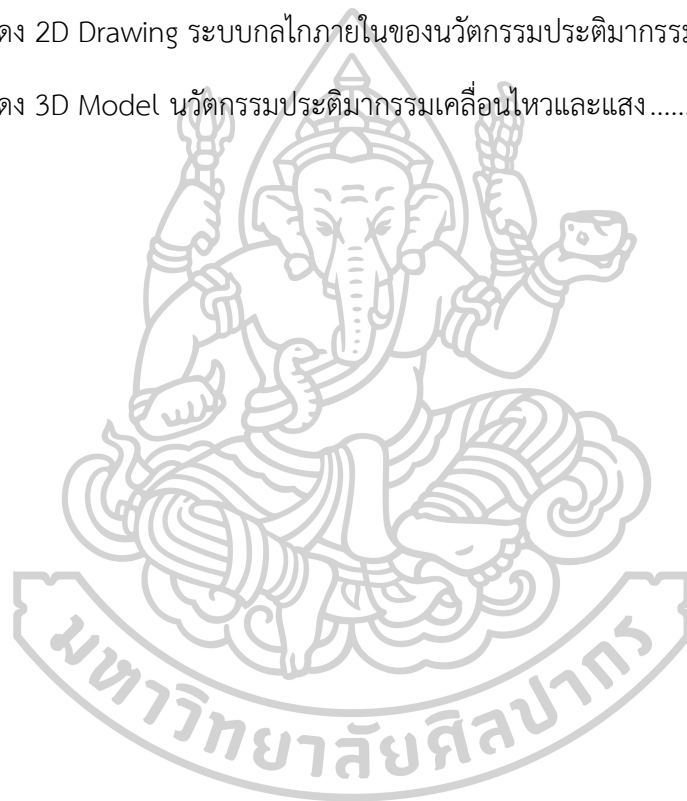 ดง 2D Drawing ระบบกลไกภายในของนวัตกรรมประติมากรรม
ดง 3D Model นวัตกรรมประติมากรรมเคลื่อนไหวและแสง......
มหาวิทยาลัยศิลปากร